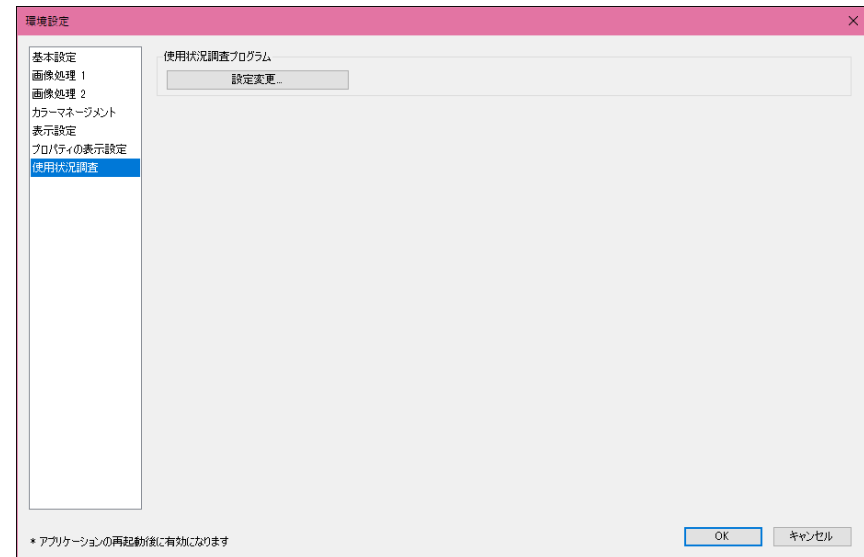 環境設定
基本設定
画像処理 1
画像処理 2
カラーマネージメント
表示設定
プロパティの表示設定
使用状況調査
使用状況調査プログラム
設定変更...
* アプリケーションの再起動後に有効になります
OK
キャンセル